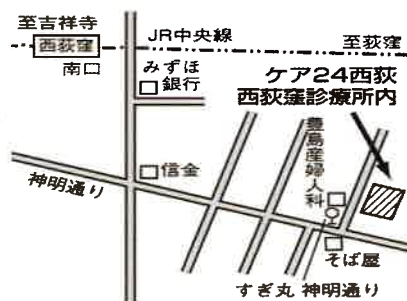 至吉祥寺
西荻窪
JR中央線
至荻窪
南口
みずほ
銀行
ケア24西荻
西荻窪診療所内
豊島産婦人科
信金
神明通り
そば屋
すぎ丸 神明通り